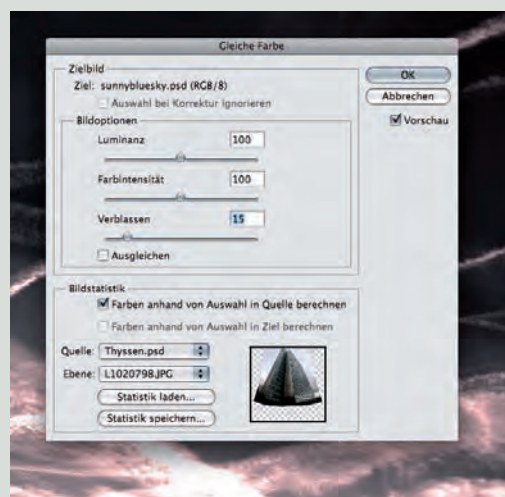 Gleiche Farbe
Zielbild
Ziel: sunnybluesky.psd (RGB/8)
Auswahl bei Korrektur ignorieren
Bildoptionen
Luminanz 100
Farbintensität 100
Verblassen 15
Ausgleichen
Bildstatistik
Farben anhand von Auswahl in Quelle berechnen
Farben anhand von Auswahl in Ziel berechnen
Quelle: Thyssen.psd
Ebene: L1020798.JPG
Statistik laden...
Statistik speichern...
OK
Abbrechen
Vorschau